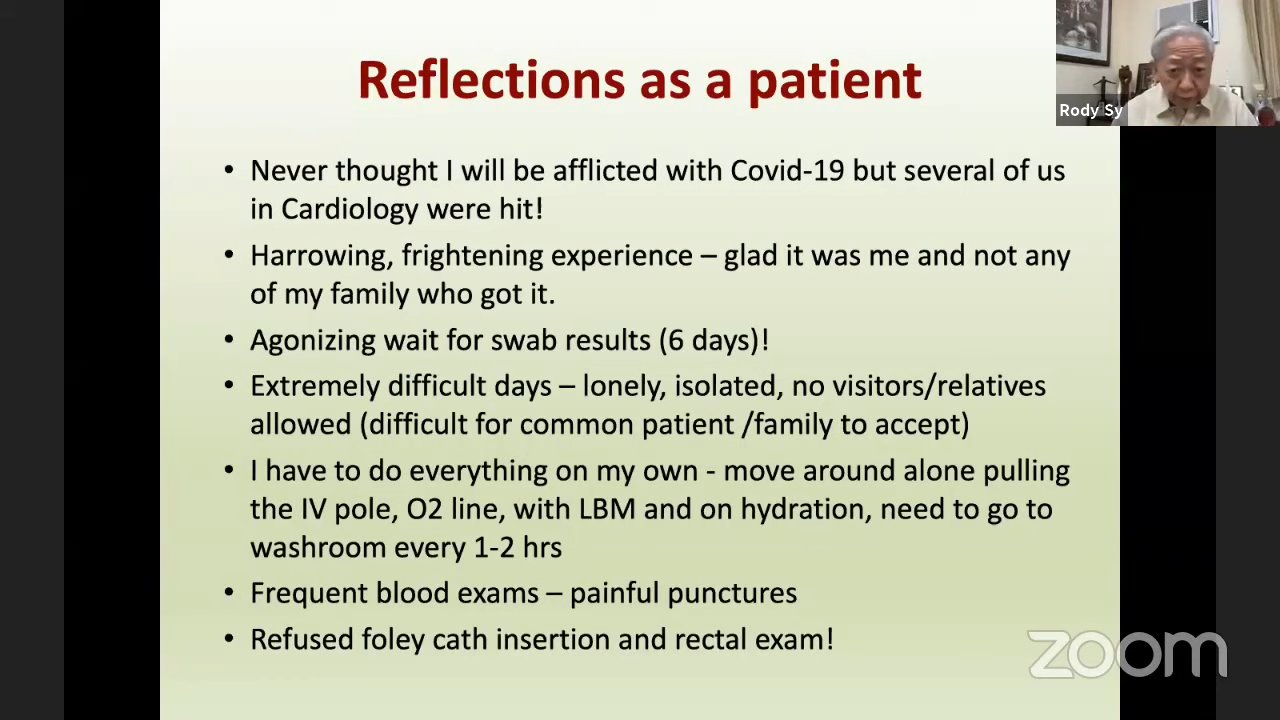 Reflections as a patient
Rody Sy
• Never thought I will be afflicted with Covid-19 but several of us
in Cardiology were hit!
• Harrowing, frightening experience – glad it was me and not any
of my family who got it.
• Agonizing wait for swab results (6 days)!
• Extremely difficult days – lonely, isolated, no visitors/relatives
allowed (difficult for common patient /family to accept)
• I have to do everything on my own - move around alone pulling
the IV pole, O2 line, with LBM and on hydration, need to go to
washroom every 1-2 hrs
• Frequent blood exams – painful punctures
• Refused foley cath insertion and rectal exam!
zoom